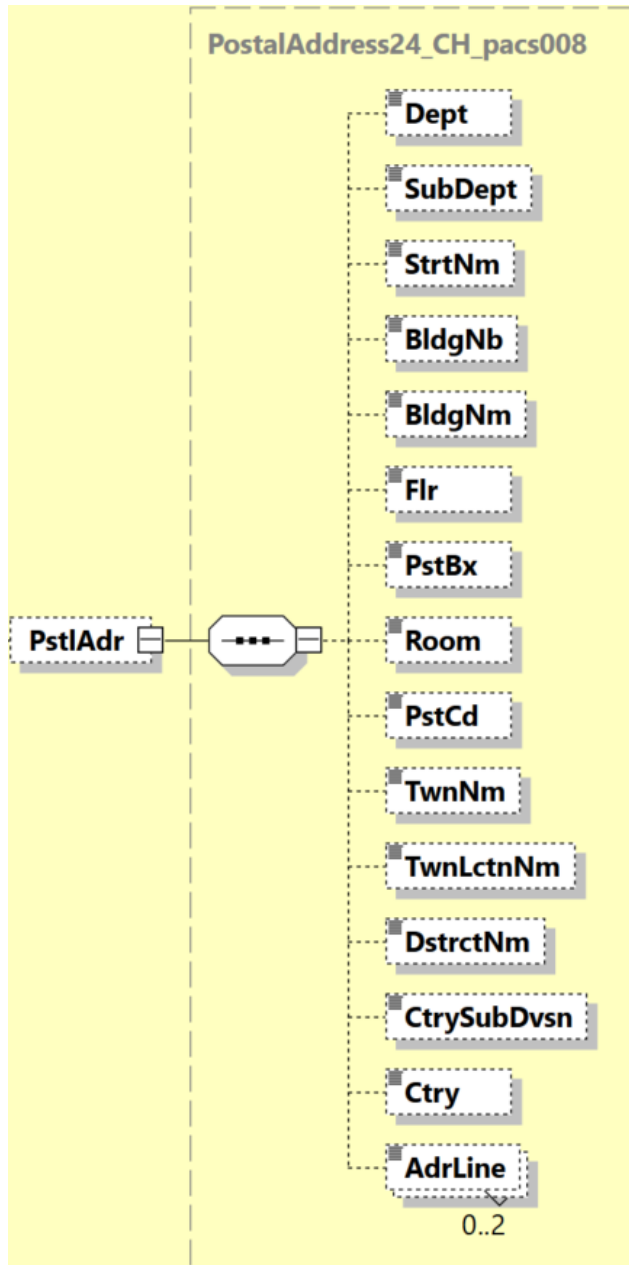 PostalAddress24_CH_pacs008
Dept
SubDept
StrtNm
BldgNb
BldgNm
Flr
PstBx
PstlAdr
Room
PstCd
TwnNm
TwnLctnNm
DstrctNm
CtrySubDvsn
Ctry
AdrLine
0..2